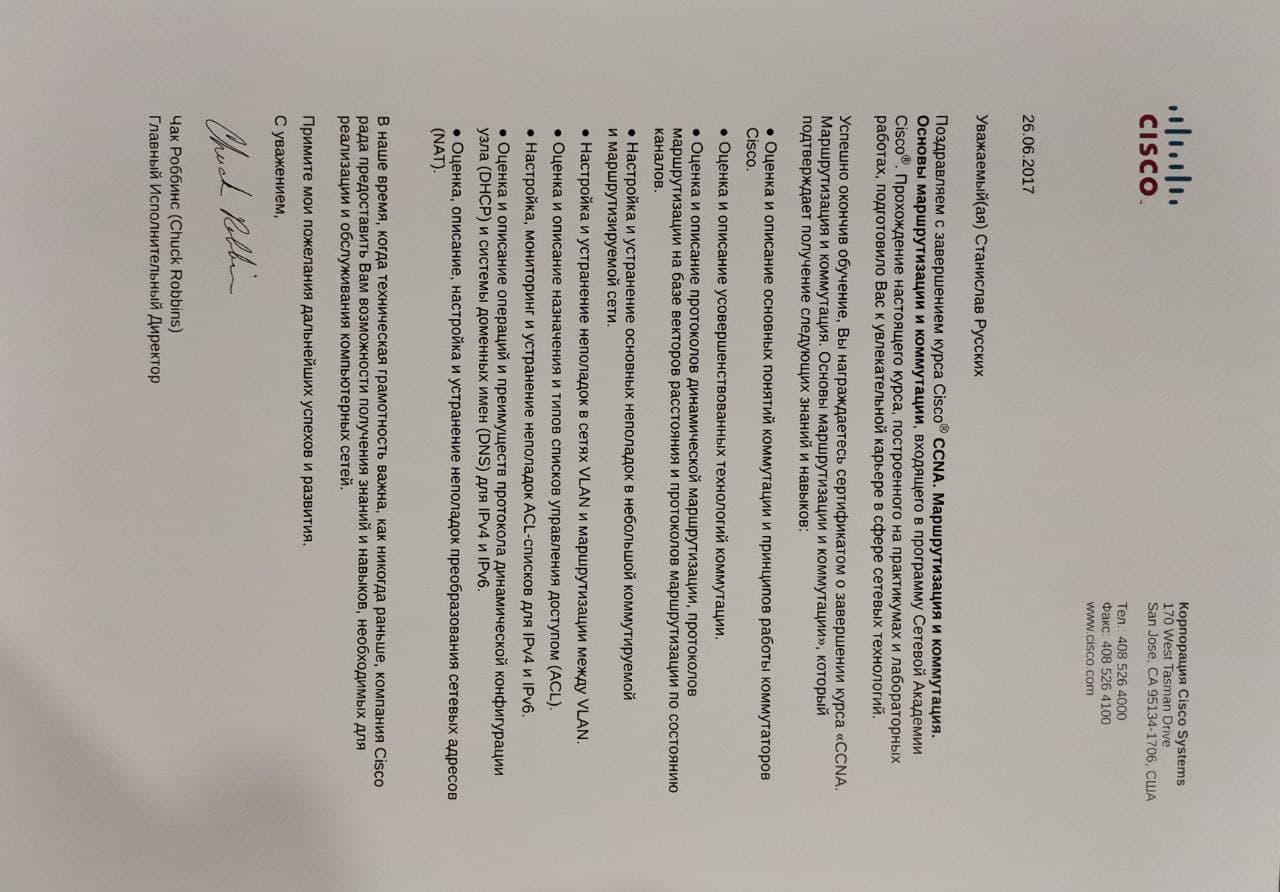 CISCO™
Корпорация Cisco Systems
170 West Tasman Drive
San Jose, CA 95134-1706, США
Тел.: 408 526 4000
Факс: 408 526 4100
www.cisco.com
26.06.2017
Уважаемый(ая) Станислав Русских
Поздравляем с завершением курса Cisco® CCNA. Маршрутизация и коммутация.
Основы маршрутизации и коммутации, входящего в программу Сетевой Академии
Cisco®. Прохождение настоящего курса, построенного на практикумах и лабораторных
работах, подготовило Вас к увлекательной карьере в сфере сетевых технологий.
Успешно окончив обучение, Вы награждаетесь сертификатом о завершении курса «CCNA.
Маршрутизация и коммутация. Основы маршрутизации и коммутации», который
подтверждает получение следующих знаний и навыков:
● Оценка и описание основных понятий коммутации и принципов работы коммутаторов
Cisco.
● Оценка и описание усовершенствованных технологий коммутации.
● Оценка и описание протоколов динамической маршрутизации, протоколов
маршрутизации на базе векторов расстояния и протоколов маршрутизации по состоянию
каналов.
● Настройка и устранение основных неполадок в небольшой коммутируемой
и маршрутизируемой сети.
● Настройка и устранение неполадок в сетях VLAN и маршрутизации между VLAN.
● Оценка и описание назначения и типов списков управления доступом (ACL).
● Настройка, мониторинг и устранение неполадок ACL-списков для IPv4 и IPv6.
● Оценка и описание операций и преимуществ протокола динамической конфигурации
узла (DHCP) и системы доменных имен (DNS) для IPv4 и IPv6.
● Оценка, описание, настройка и устранение неполадок преобразования сетевых адресов
(NAT).
В наше время, когда техническая грамотность важна, как никогда раньше, компания Cisco
рада предоставить Вам возможности получения знаний и навыков, необходимых для
реализации и обслуживания компьютерных сетей.
Примите мои пожелания дальнейших успехов и развития.
С уважением,
Chuck Robbins
Чак Роббинс (Chuck Robbins)
Главный Исполнительный Директор